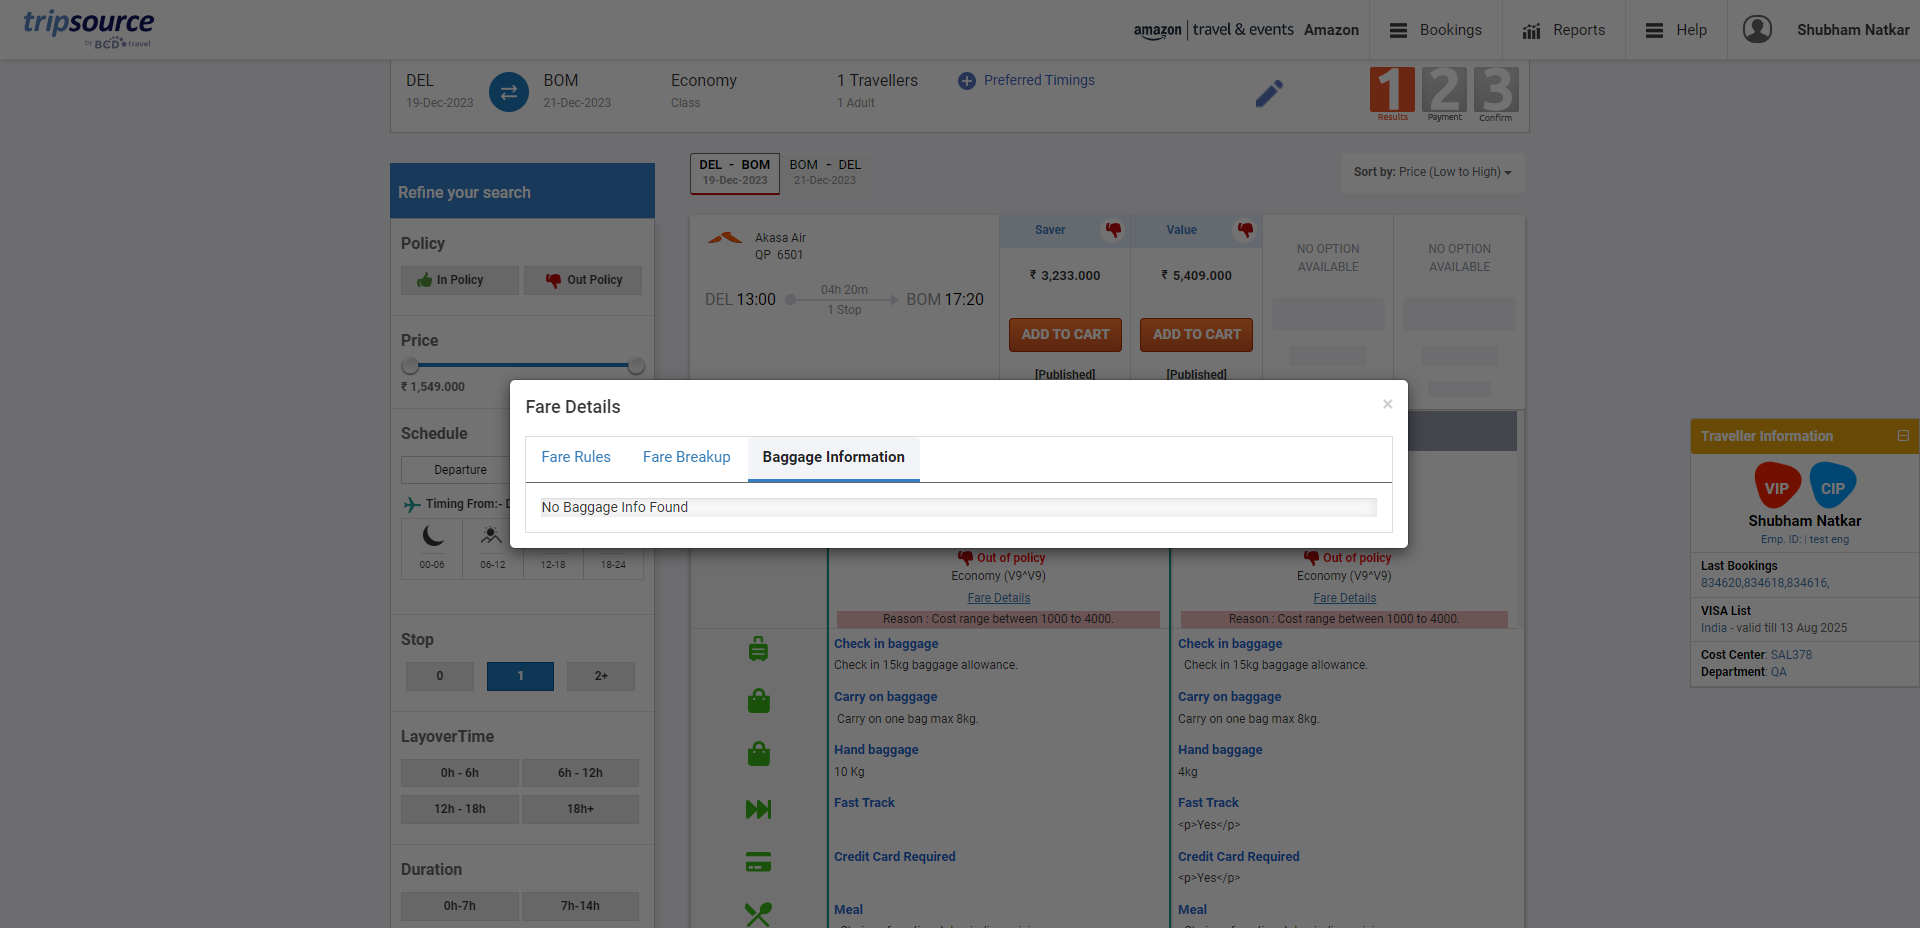 tripsource
by BCD travel
amazon | travel & events Amazon
Bookings
Reports
Help
Shubham Natkar
DEL
19-Dec-2023
BOM
21-Dec-2023
Economy
Class
1 Travellers
1 Adult
Preferred Timings
1 2 3
Results Payment Confirm
Refine your search
Policy
In Policy Out Policy
Price
₹ 1,549.000
Schedule
Departure
Timing From:- D
00-06 06-12 12-18 18-24
Stop
0 1 2+
LayoverTime
0h - 6h 6h - 12h
12h - 18h 18h+
Duration
0h-7h 7h-14h
DEL - BOM
19-Dec-2023
BOM - DEL
21-Dec-2023
Sort by: Price (Low to High)
Akasa Air
QP 6501
DEL 13:00
04h 20m
1 Stop
BOM 17:20
Saver
₹ 3,233.000
ADD TO CART
[Published]
Value
₹ 5,409.000
ADD TO CART
[Published]
NO OPTION
AVAILABLE
NO OPTION
AVAILABLE
Fare Details
×
Fare Rules Fare Breakup Baggage Information
No Baggage Info Found
Out of policy Out of policy
Economy (V9^V9) Economy (V9^V9)
Fare Details Fare Details
Reason : Cost range between 1000 to 4000. Reason : Cost range between 1000 to 4000.
Check in baggage Check in baggage
Check in 15kg baggage allowance. Check in 15kg baggage allowance.
Carry on baggage Carry on baggage
Carry on one bag max 8kg. Carry on one bag max 8kg.
Hand baggage Hand baggage
10 Kg 4kg
Fast Track Fast Track
<p>Yes</p>
Credit Card Required Credit Card Required
<p>Yes</p>
Meal Meal
Traveller Information
VIP CIP
Shubham Natkar
Emp. ID: | test eng
Last Bookings
834620,834618,834616,
VISA List
India - valid till 13 Aug 2025
Cost Center: SAL378
Department: QA